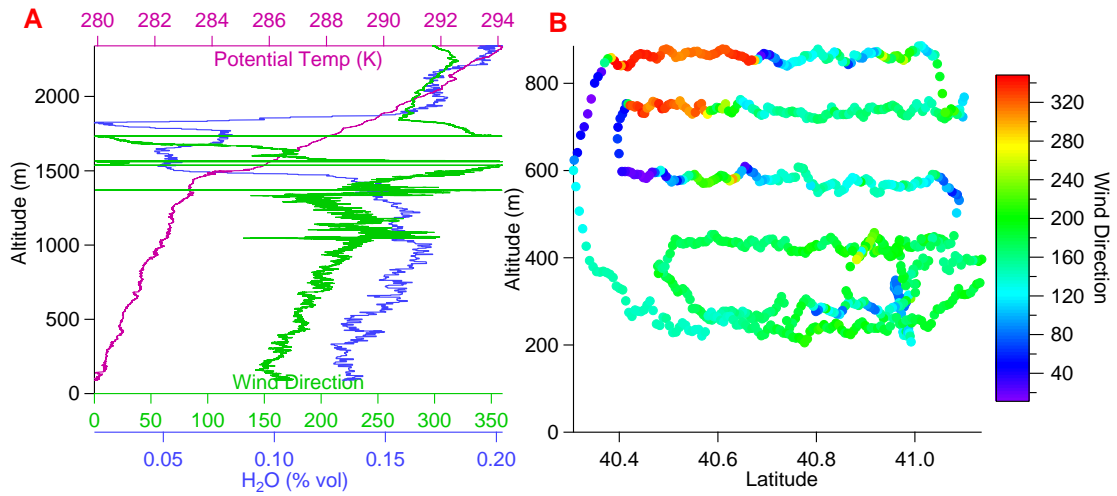 A
280 282 284 286 288 290 292 294
Potential Temp (K)
2000
1500
1000
500
0
Altitude (m)
Wind Direction
0 50 100 150 200 250 300 350
0.05 0.10 0.15 0.20
H₂O (% vol)
B
800
600
400
200
0
Altitude (m)
40.4 40.6 40.8 41.0
Latitude
320
280
240
200
160
120
80
40
Wind Direction